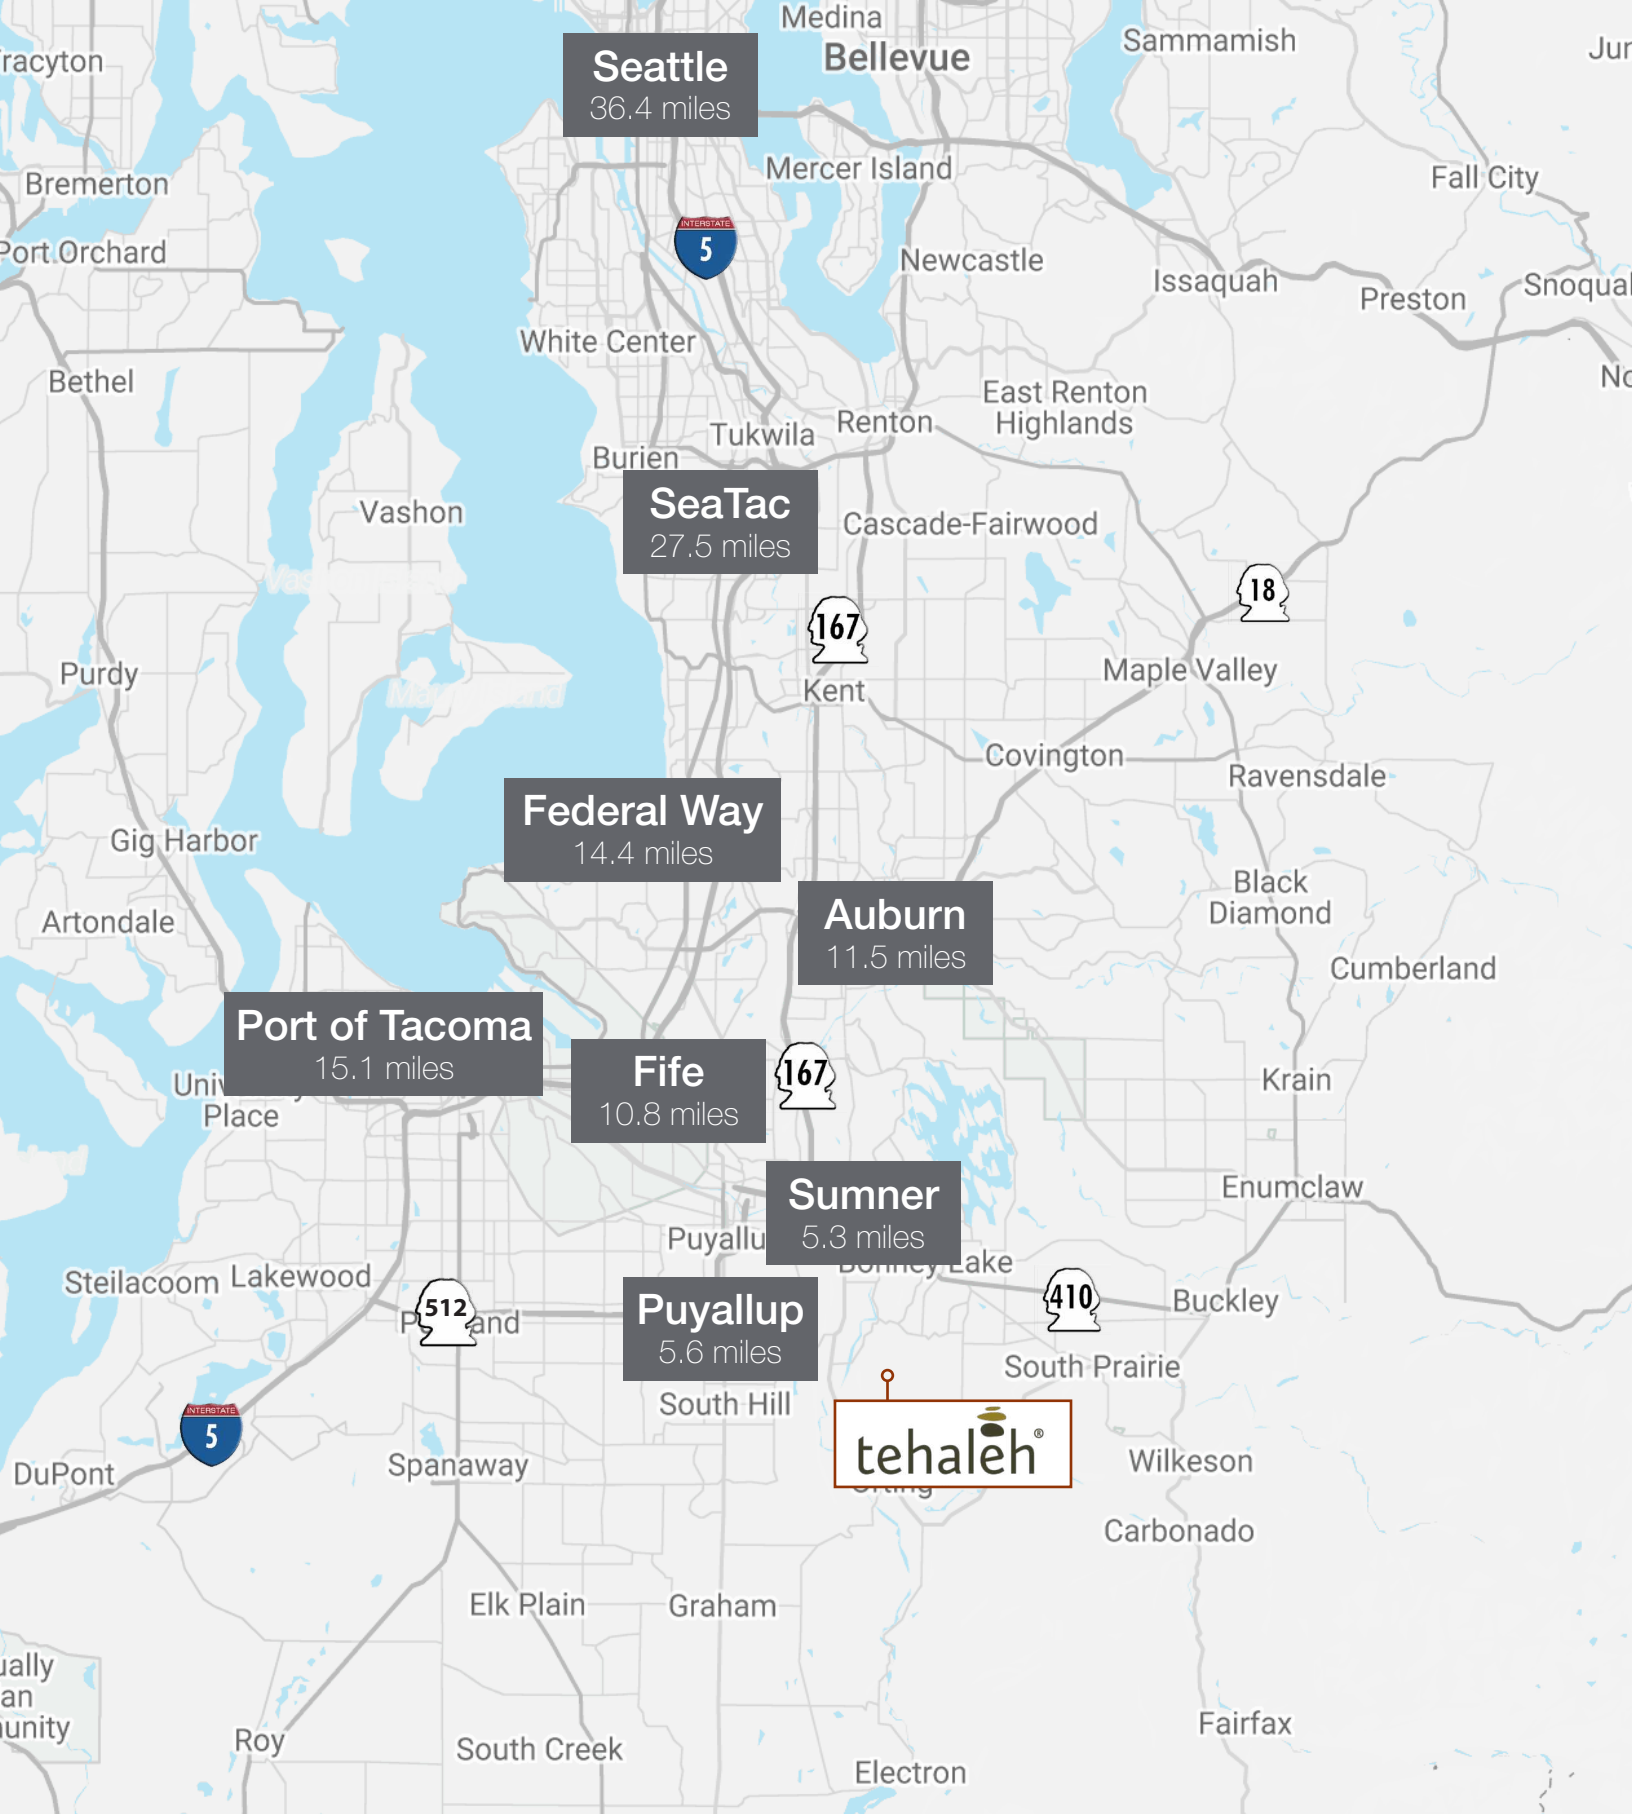 Medina
Bellevue
Sammamish
Seattle
36.4 miles
Mercer Island
Bremerton
Fall City
Port Orchard
INTERSTATE
5
Newcastle
Issaquah
Preston
White Center
Bethel
East Renton
Highlands
Renton
Tukwila
Burien
SeaTac
27.5 miles
Vashon
Cascade-Fairwood
18
167
Purdy
Maple Valley
Kent
Covington
Ravensdale
Federal Way
14.4 miles
Gig Harbor
Black
Diamond
Auburn
11.5 miles
Artondale
Cumberland
Port of Tacoma
15.1 miles
Fife
10.8 miles
167
Krain
Place
Sumner
5.3 miles
Enumclaw
Puyallu
Lake
Steilacoom
Lakewood
512
410
Buckley
Puyallup
5.6 miles
South Prairie
South Hill
INTERSTATE
5
tehaleh®
DuPont
Spanaway
Wilkeson
Carbonado
Elk Plain
Graham
Roy
South Creek
Fairfax
Electron